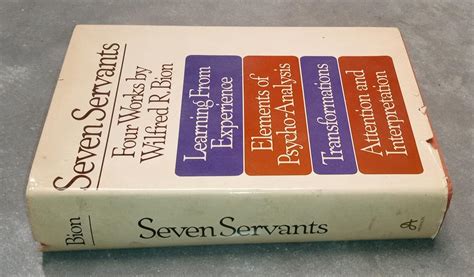 Seven Servants
Four Works by
Wilfred R. Bion
Learning From
Experience
Elements of
Psycho-Analysis
Transformations
Attention and
Interpretation
Bion
Seven Servants